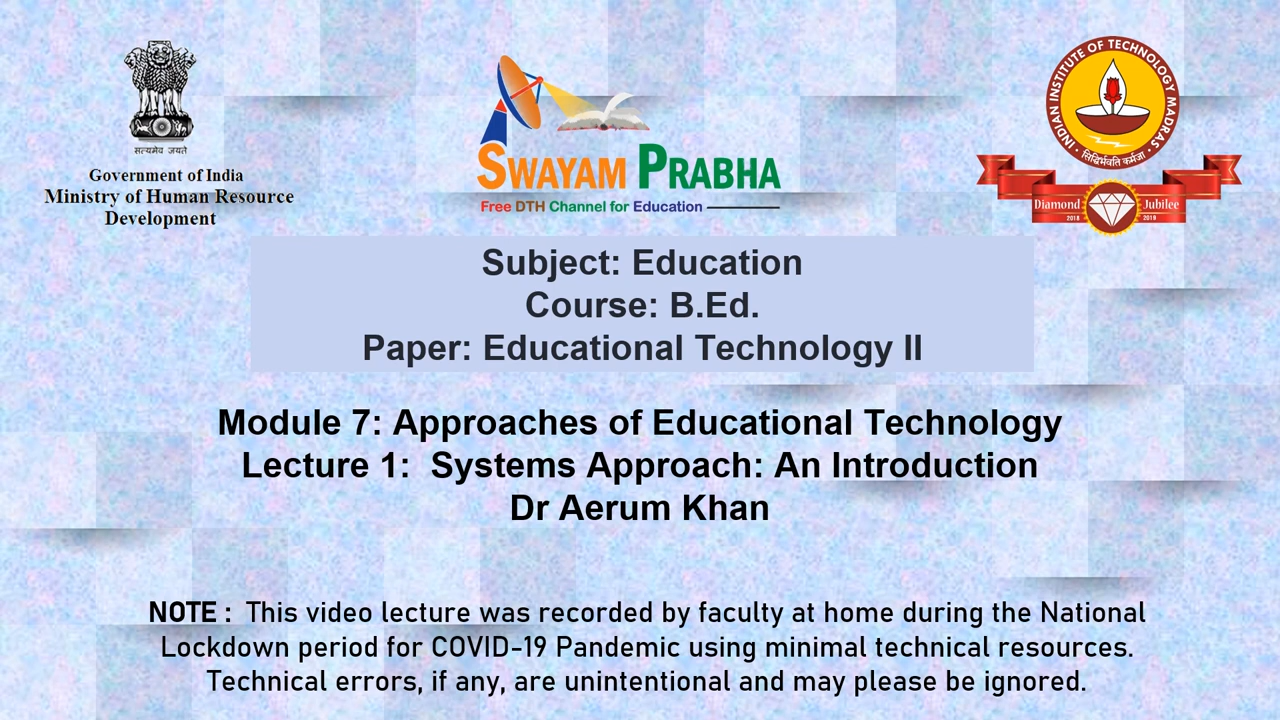 सत्यमेव जयते
Government of India
Ministry of Human Resource
Development
SWAYAM PRABHA
Free DTH Channel for Education
INDIAN INSTITUTE OF TECHNOLOGY MADRAS
सिद्धिर्भवति कर्मजा
Diamond Jubilee
2018 2019
Subject: Education
Course: B.Ed.
Paper: Educational Technology II
Module 7: Approaches of Educational Technology
Lecture 1:  Systems Approach: An Introduction
Dr Aerum Khan
NOTE :  This video lecture was recorded by faculty at home during the National
Lockdown period for COVID-19 Pandemic using minimal technical resources.
Technical errors, if any, are unintentional and may please be ignored.